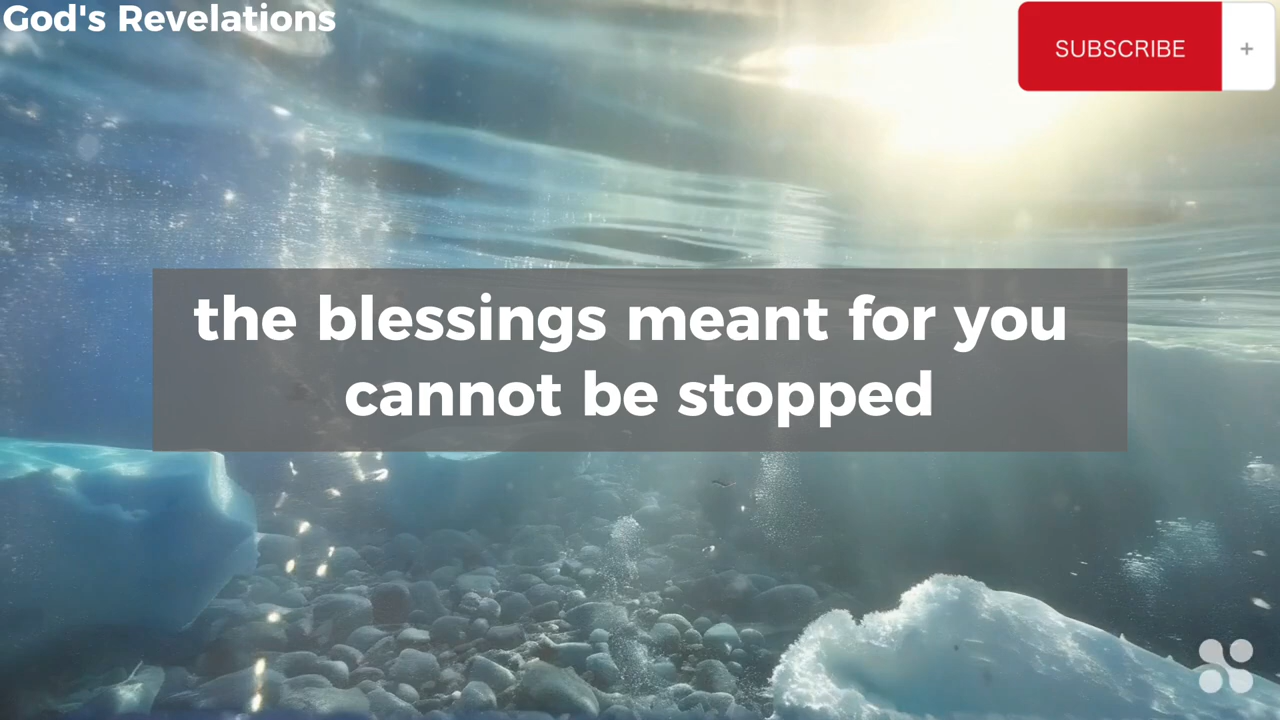 God's Revelations
SUBSCRIBE +
the blessings meant for you
cannot be stopped